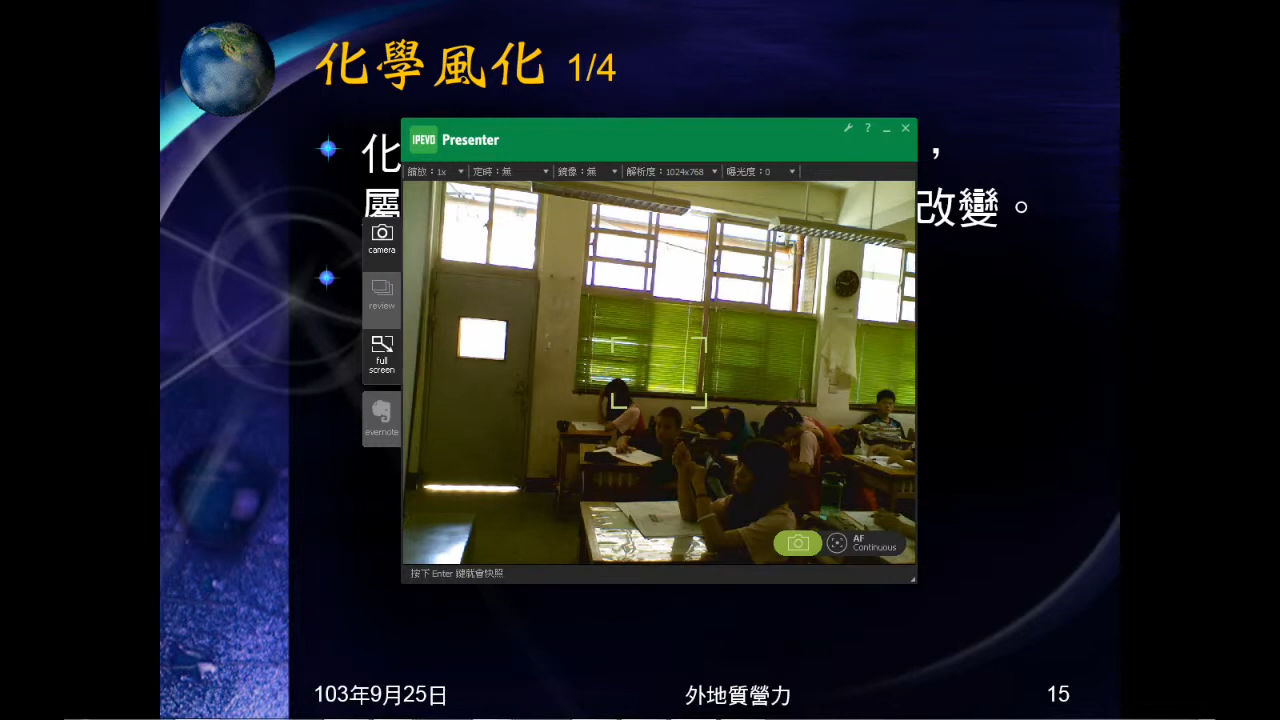 化學風化 1/4
化
，
屬
改變。
IPEVO Presenter
縮放：1x
定時：無
鏡像：無
解析度：1024x768
曝光度：0
camera
review
full
screen
evernote
AF
Continuous
按下 Enter 鍵就會快照
103年9月25日
外地質營力
15